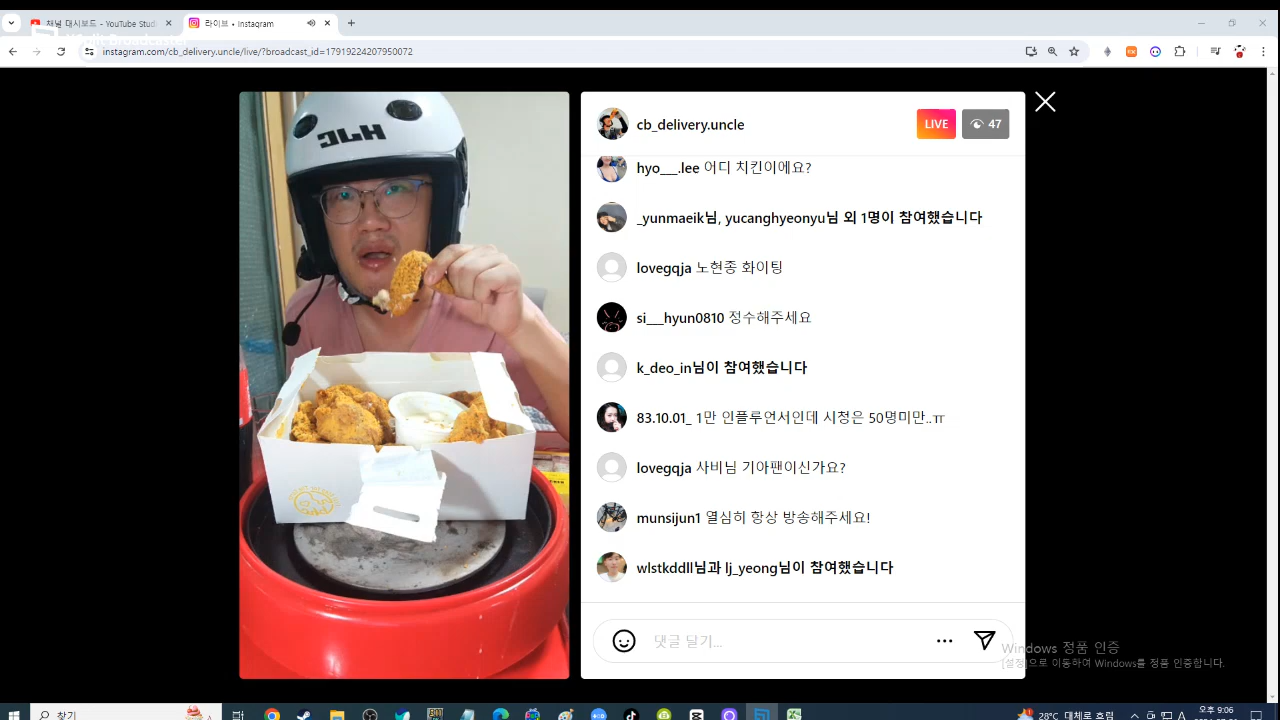 채널 대시보드 - YouTube Studi
라이브 • Instagram
instagram.com/cb_delivery.uncle/live/?broadcast_id=17919224207950072
cb_delivery.uncle
LIVE
47
hyo___.lee 어디 치킨이에요?
_yunmaeik님, yucanghyeonyu님 외 1명이 참여했습니다
lovegqja 노현종 화이팅
si___hyun0810 정수해주세요
k_deo_in님이 참여했습니다
83.10.01_ 1만 인플루언서인데 시청은 50명미만..ㅠ
lovegqja 사비님 기아팬이신가요?
munsijun1 열심히 항상 방송해주세요!
wlstkddll님과 lj_yeong님이 참여했습니다
댓글 달기...
Windows 정품 인증
[설정]으로 이동하여 Windows를 정품 인증합니다.
찾기
28°C 대체로 흐림
A
오후 9:06